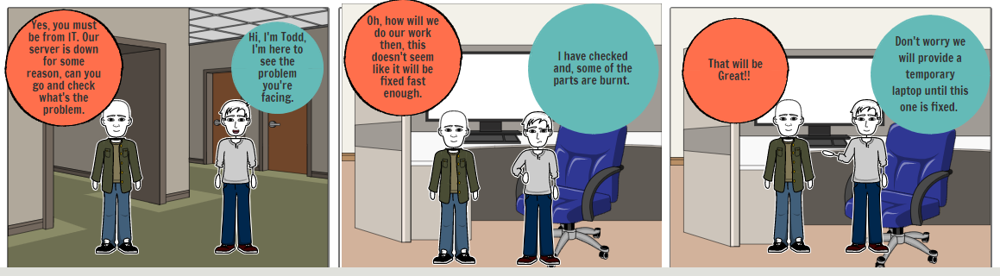 Yes, you must
be from IT. Our
server is down
for some
reason, can you
go and check
what's the
problem.
Hi, I'm Todd,
I'm here to
see the
problem
you're
facing.
Oh, how will we
do our work
then, this
doesn't seem
like it will be
fixed fast
enough.
I have checked
and, some of the
parts are burnt.
That will be
Great!!
Don't worry we
will provide a
temporary
laptop until this
one is fixed.